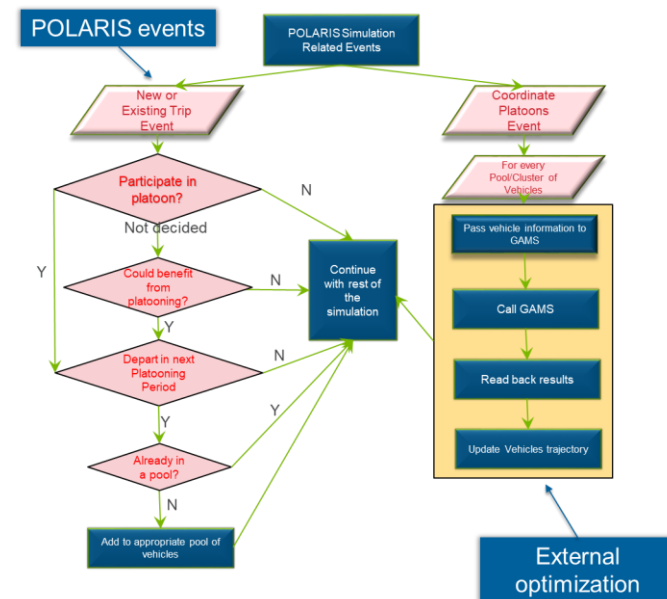 POLARIS events
POLARIS Simulation
Related Events
New or
Existing Trip
Event
Coordinate
Platoons
Event
For every
Pool/Cluster of
Vehicles
Participate in
platoon?
N
Not decided
Y
Could benefit
from
platooning?
N
Y
Continue
with rest of
the
simulation
Pass vehicle information to
GAMS
Call GAMS
Read back results
Update Vehicles trajectory
Depart in next
Platooning
Period
N
Y
Y
Already in
a pool?
N
Add to appropriate pool of
vehicles
External
optimization